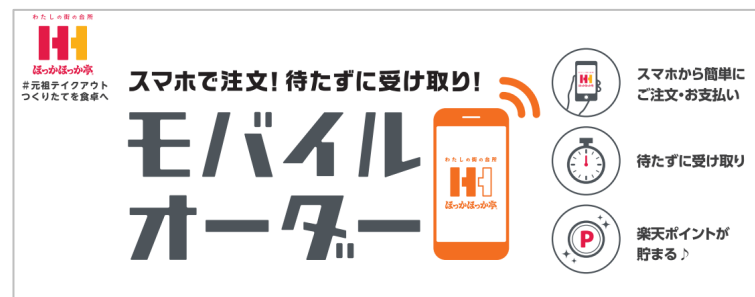 わたしの街の台所
ほっかほっか亭
#元祖テイクアウト
つくりたてを食卓へ
スマホで注文!待たずに受け取り!
モバイル
オーダー
わたしの街の台所
ほっかほっか亭
スマホから簡単に
ご注文・お支払い
待たずに受け取り
P
楽天ポイントが
貯まる♪